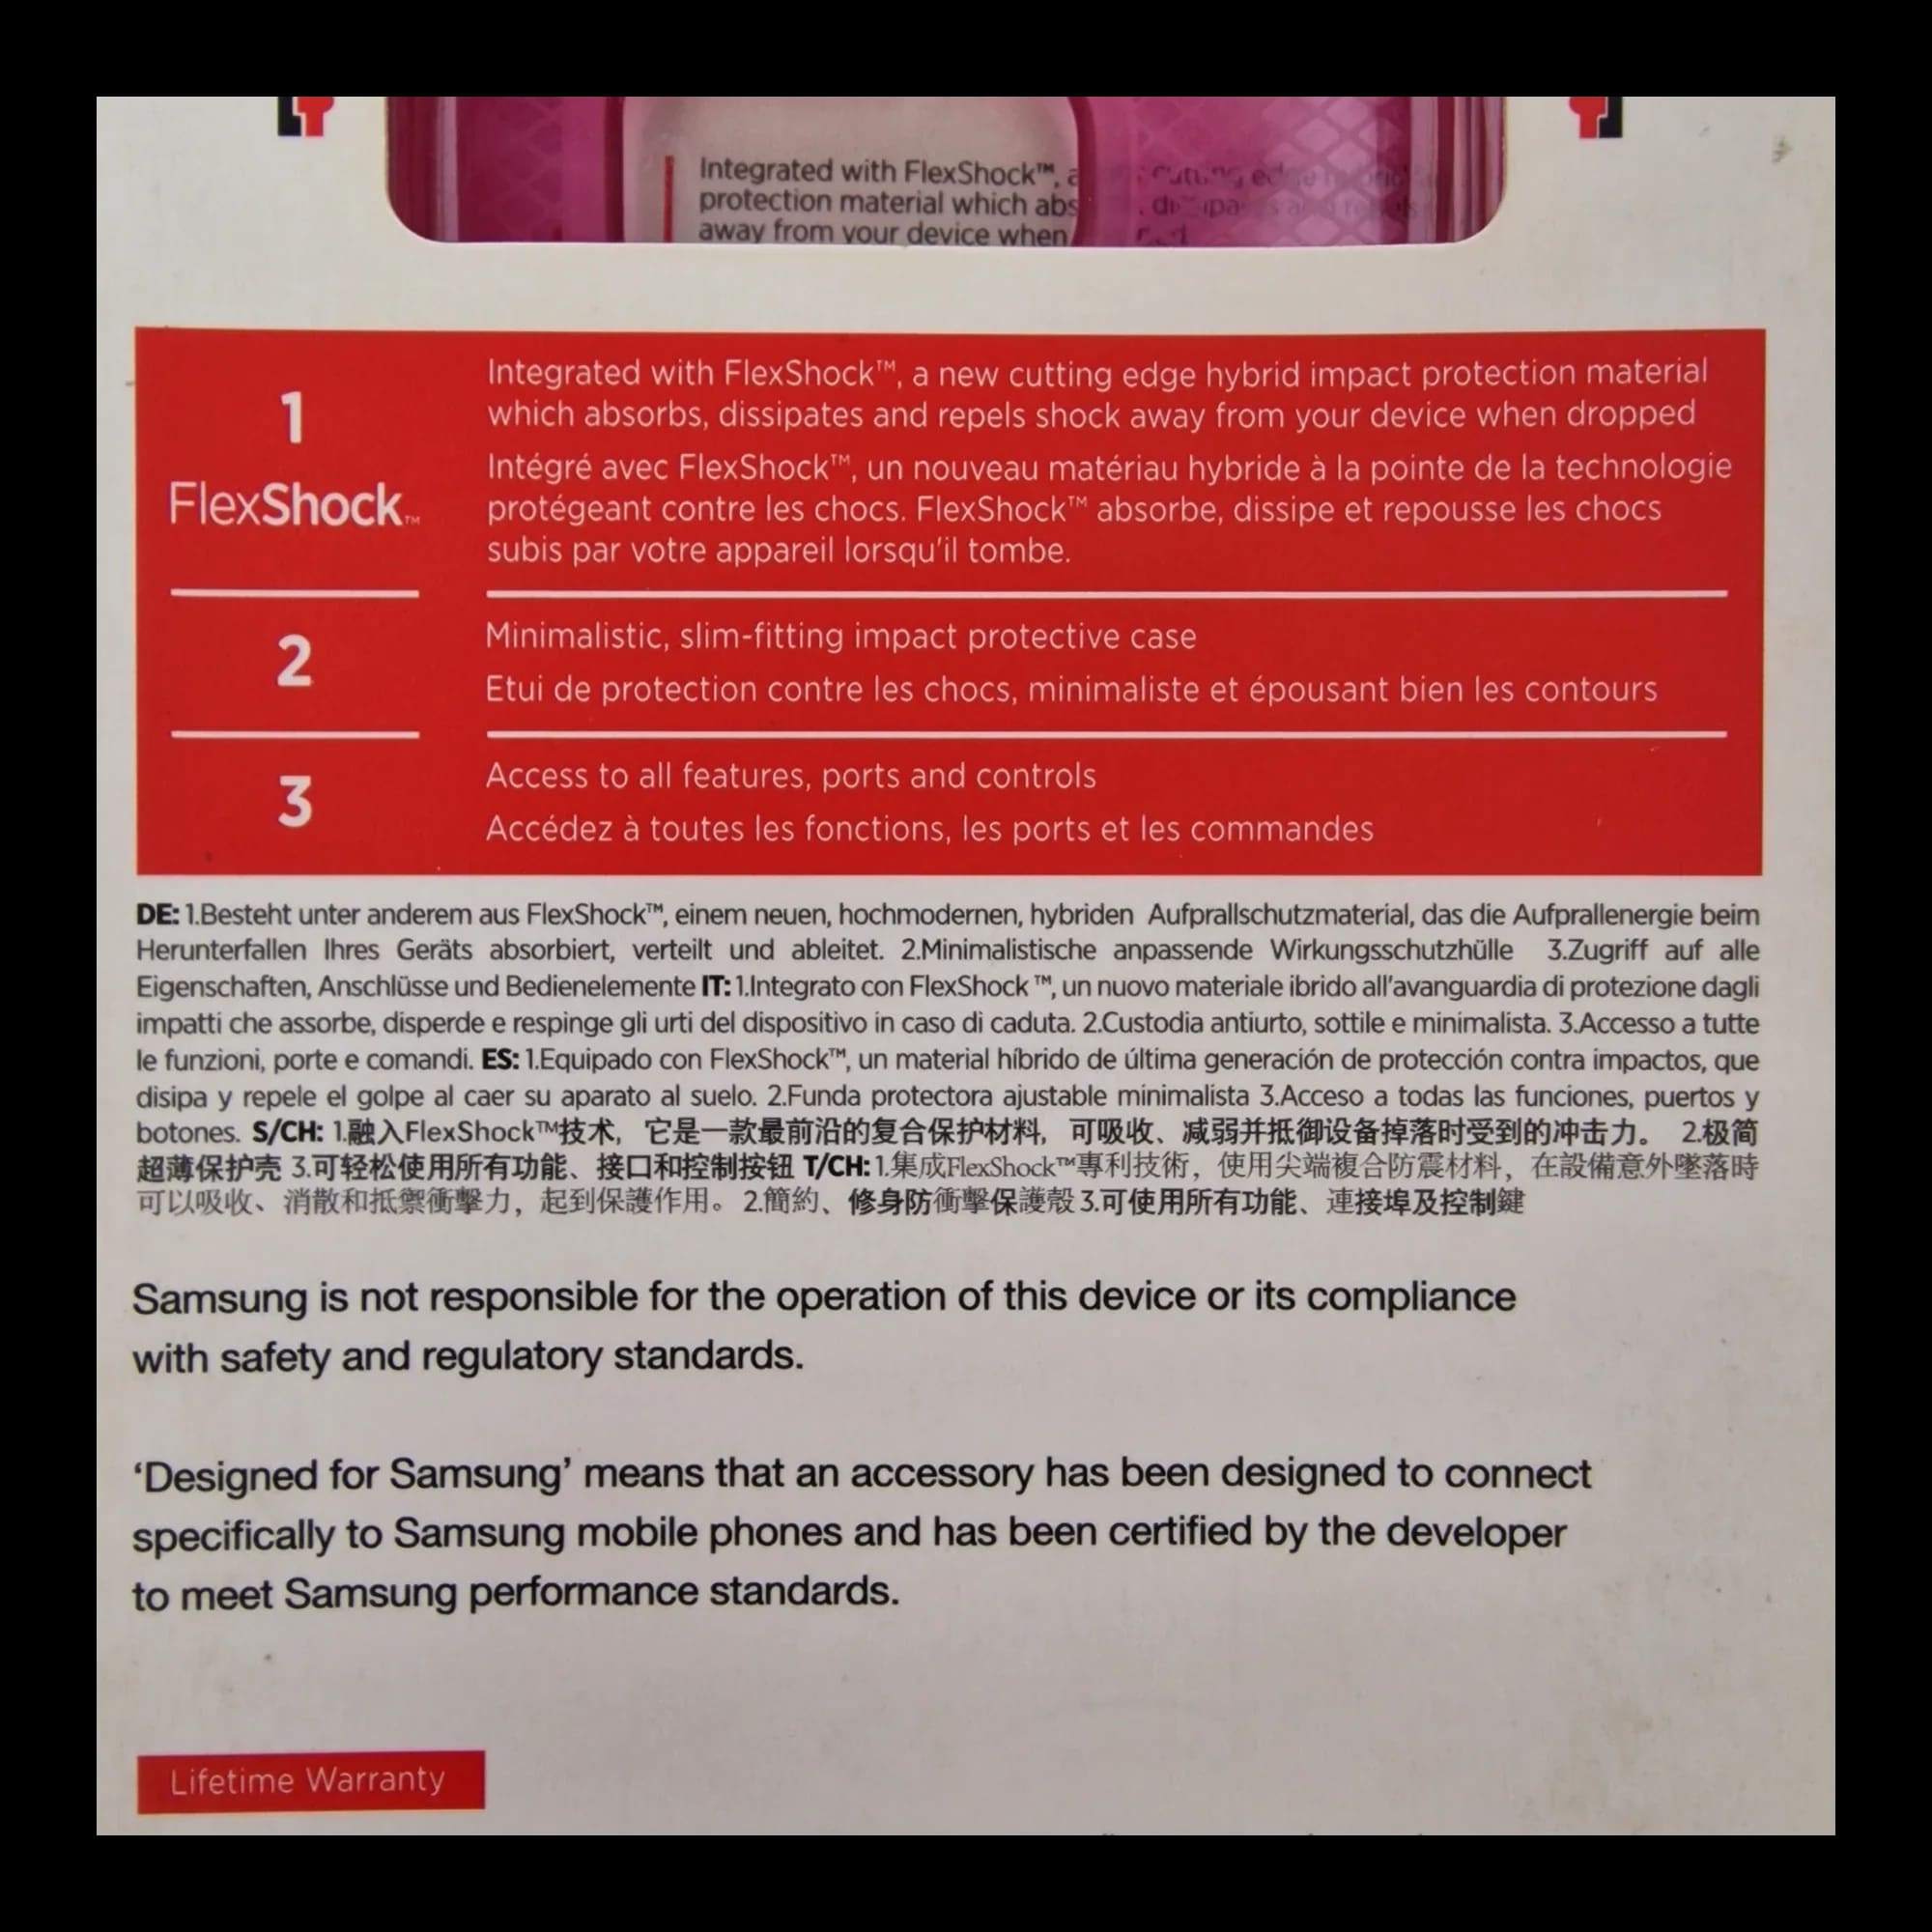 Integrated with FlexShock™, a cutting edge hybrid
protection material which abs
away from your device when
1
FlexShock™
Integrated with FlexShock™, a new cutting edge hybrid impact protection material
which absorbs, dissipates and repels shock away from your device when dropped
Intégré avec FlexShock™, un nouveau matériau hybride à la pointe de la technologie
protégeant contre les chocs. FlexShock™ absorbe, dissipe et repousse les chocs
subis par votre appareil lorsqu'il tombe.
2
Minimalistic, slim-fitting impact protective case
Etui de protection contre les chocs, minimaliste et épousant bien les contours
3
Access to all features, ports and controls
Accédez à toutes les fonctions, les ports et les commandes
DE: 1.Besteht unter anderem aus FlexShock™, einem neuen, hochmodernen, hybriden Aufprallschutzmaterial, das die Aufprallenergie beim
Herunterfallen Ihres Geräts absorbiert, verteilt und ableitet. 2.Minimalistische anpassende Wirkungsschutzhülle 3.Zugriff auf alle
Eigenschaften, Anschlüsse und Bedienelemente IT: 1.Integrato con FlexShock ™, un nuovo materiale ibrido all'avanguardia di protezione dagli
impatti che assorbe, disperde e respinge gli urti del dispositivo in caso di caduta. 2.Custodia antiurto, sottile e minimalista. 3.Accesso a tutte
le funzioni, porte e comandi. ES: 1.Equipado con FlexShock™, un material híbrido de última generación de protección contra impactos, que
disipa y repele el golpe al caer su aparato al suelo. 2.Funda protectora ajustable minimalista 3.Acceso a todas las funciones, puertos y
botones. S/CH: 1.融入FlexShock™技术，它是一款最前沿的复合保护材料，可吸收、减弱并抵御设备掉落时受到的冲击力。 2.极简
超薄保护壳 3.可轻松使用所有功能、接口和控制按钮 T/CH: 1.集成FlexShock™專利技術，使用尖端複合防震材料，在設備意外墜落時
可以吸收、消散和抵禦衝擊力，起到保護作用。2.簡約、修身防衝擊保護殼 3.可使用所有功能、連接埠及控制鍵
Samsung is not responsible for the operation of this device or its compliance
with safety and regulatory standards.
‘Designed for Samsung’ means that an accessory has been designed to connect
specifically to Samsung mobile phones and has been certified by the developer
to meet Samsung performance standards.
Lifetime Warranty